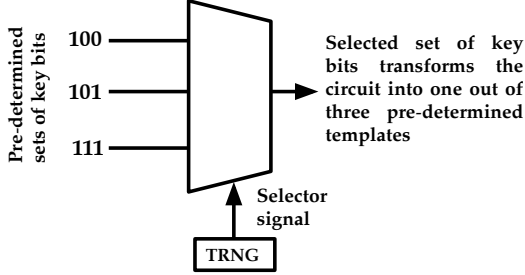 Pre-determined
sets of key bits
100
101
111
Selected set of key
bits transforms the
circuit into one out of
three pre-determined
templates
Selector
signal
TRNG